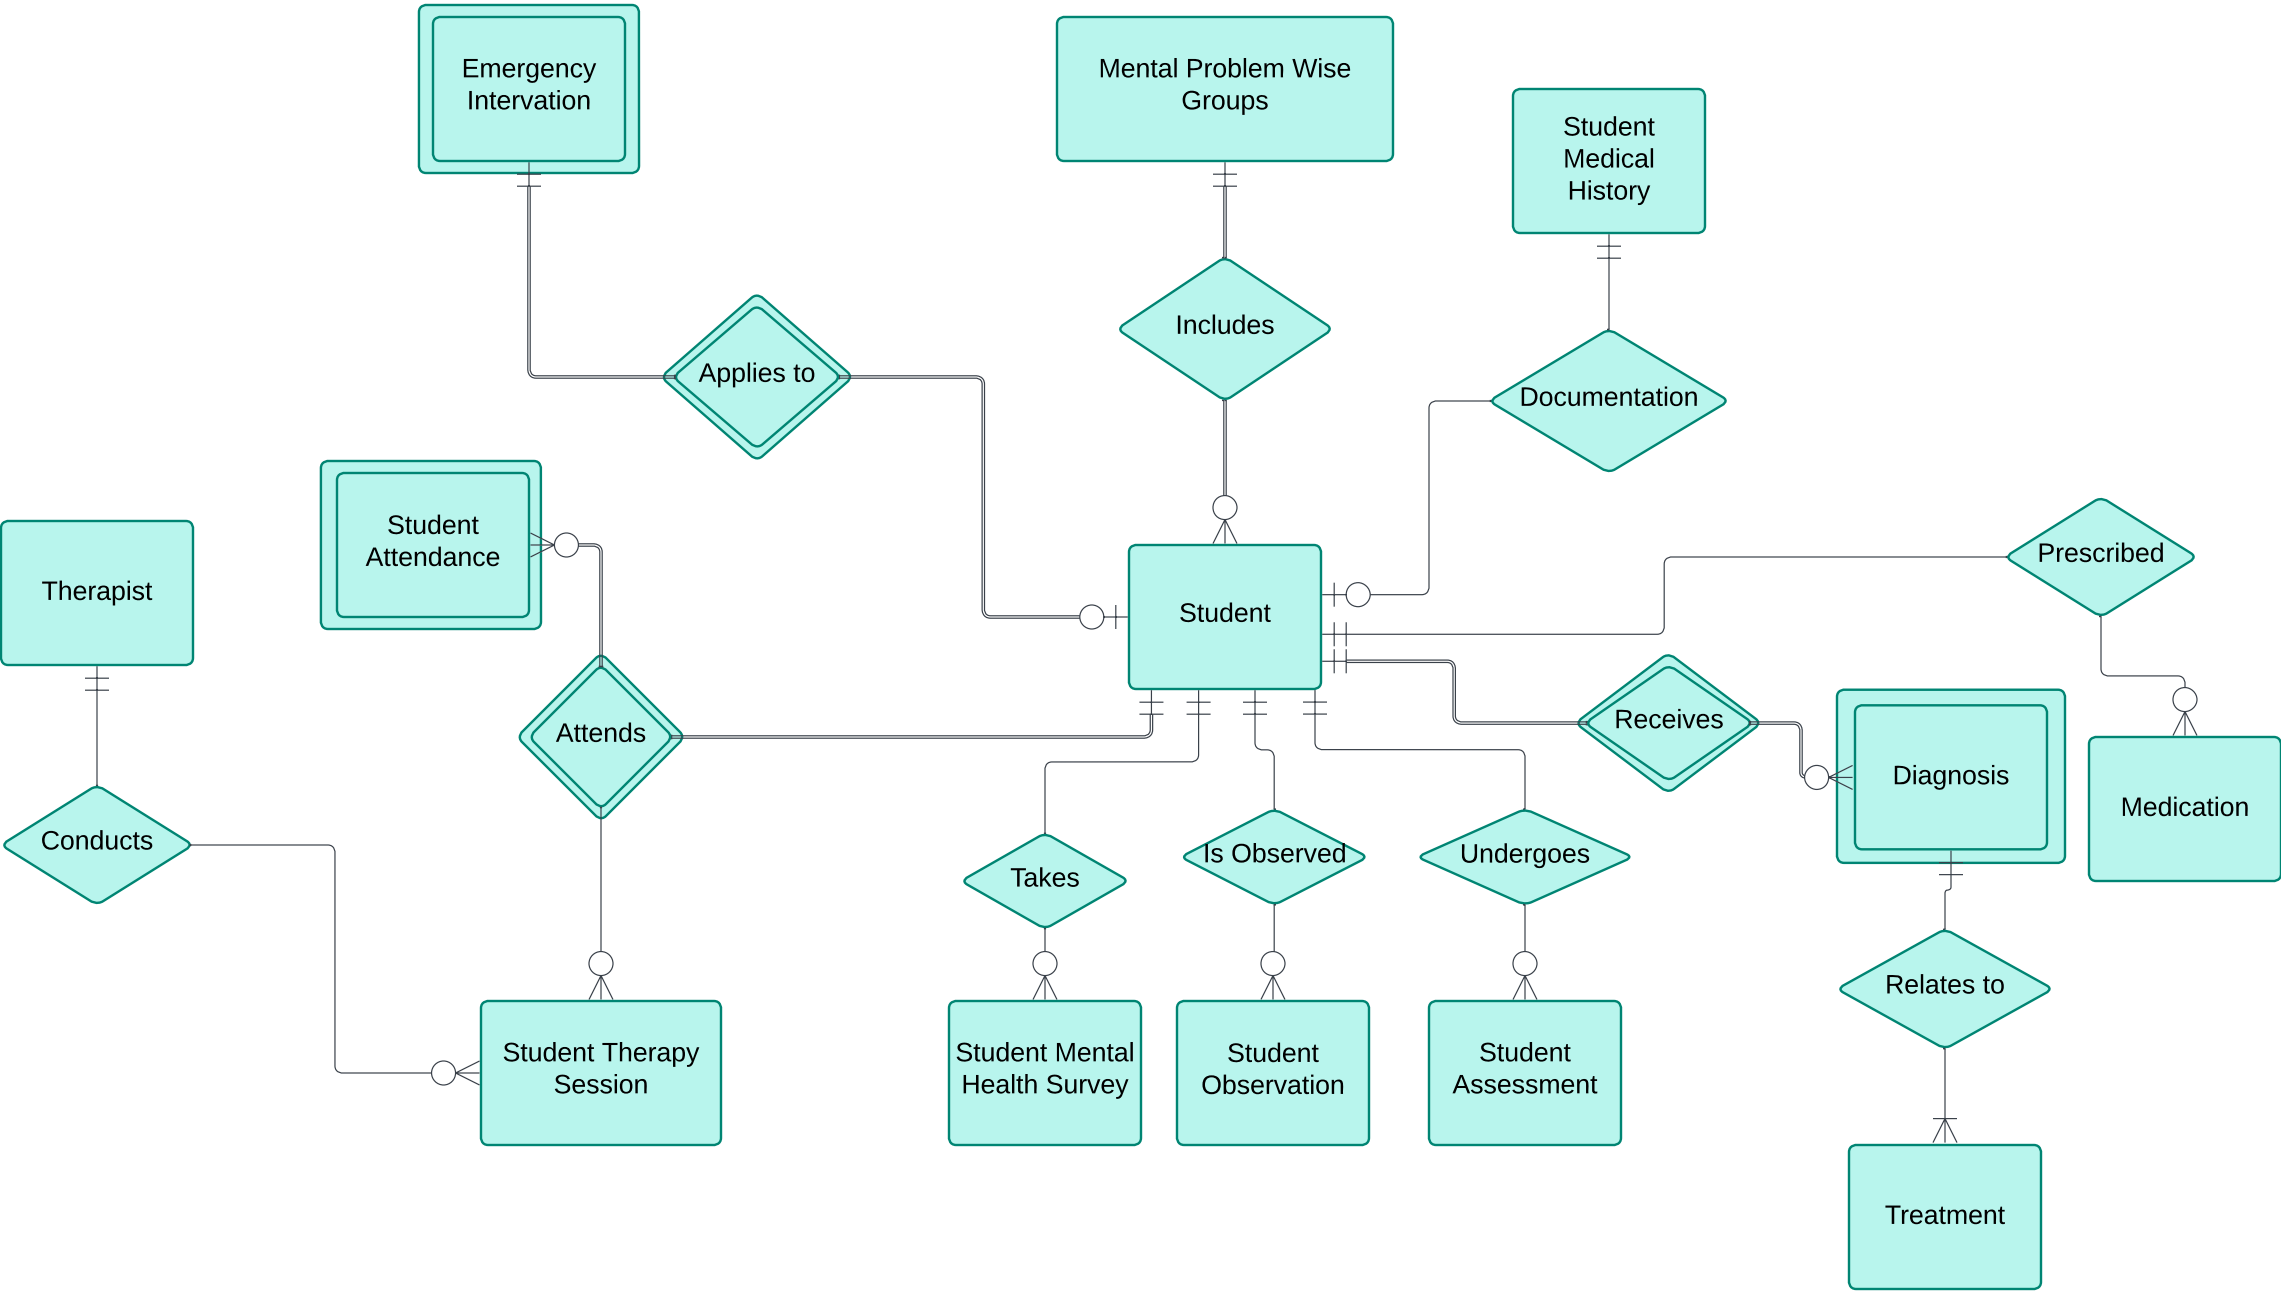 Emergency
Intervation
Mental Problem Wise
Groups
Student
Medical
History
Includes
Applies to
Documentation
Student
Attendance
Therapist
Student
Prescribed
Attends
Receives
Diagnosis
Medication
Conducts
Takes
Is Observed
Undergoes
Relates to
Student Therapy
Session
Student Mental
Health Survey
Student
Observation
Student
Assessment
Treatment